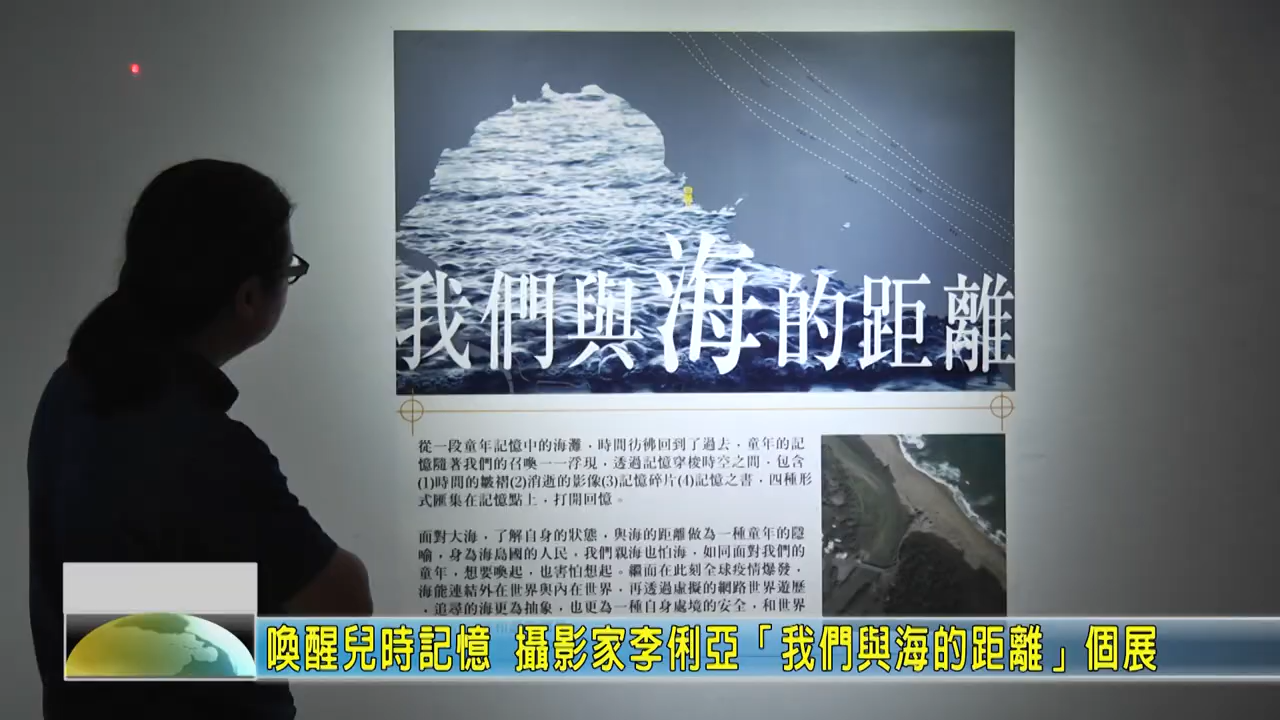 我們與海的距離
從一段童年記憶中的海灘，時間彷彿回到了過去，童年的記
憶隨著我們的召喚一一浮現，透過記憶穿梭時空之間，包含
(1)時間的皺褶(2)消逝的影像(3)記憶碎片(4)記憶之書，四種形
式匯集在記憶點上，打開回憶。
面對大海，了解自身的狀態，與海的距離做為一種童年的隱
喻，身為海島國的人民，我們親海也怕海，如同面對我們的
童年，想要喚起，也害怕想起。繼而在此刻全球疫情爆發，
海能連結外在世界與內在世界，再透過虛擬的網路世界遊歷
，追尋的海更為抽象，也更為一種自身處境的安全，和世界
喚醒兒時記憶 攝影家李俐亞「我們與海的距離」個展